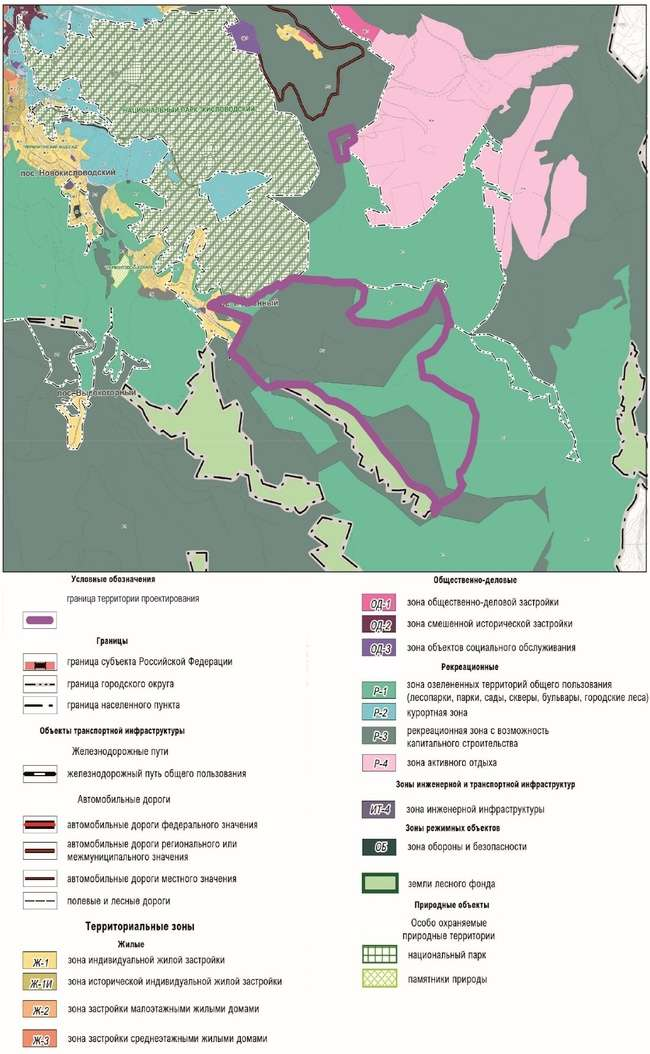 НАЦИОНАЛЬНЫЙ ПАРК "КИСЛОВОДСКИЙ"
пос. Новокисловодский
Условные обозначения
граница территории проектирования
Границы
граница субъекта Российской Федерации
граница городского округа
граница населенного пункта
Объекты транспортной инфраструктуры
Железнодорожные пути
железнодорожный путь общего пользования
Автомобильные дороги
автомобильные дороги федерального значения
автомобильные дороги регионального или
межмуниципального значения
автомобильные дороги местного значения
полевые и лесные дороги
Территориальные зоны
Жилые
Ж-1 зона индивидуальной жилой застройки
Ж-1И зона исторической индивидуальной жилой застройки
Ж-2 зона застройки малоэтажными жилыми домами
Ж-3 зона застройки среднеэтажными жилыми домами
Общественно-деловые
ОД-1 зона общественно-деловой застройки
ОД-2 зона смешенной исторической застройки
ОД-3 зона объектов социального обслуживания
Рекреационные
Р-1 зона озелененных территорий общего пользования
(лесопарки, парки, сады, скверы, бульвары, городские леса)
Р-2 курортная зона
Р-3 рекреационная зона с возможность
капитального строительства
Р-4 зона активного отдыха
Зоны инженерной и транспортной инфраструктур
ИТ-4 зона инженерной инфраструктуры
Зоны режимных объектов
СБ зона обороны и безопасности
земли лесного фонда
Природные объекты
Особо охраняемые
природные территории
национальный парк
памятники природы